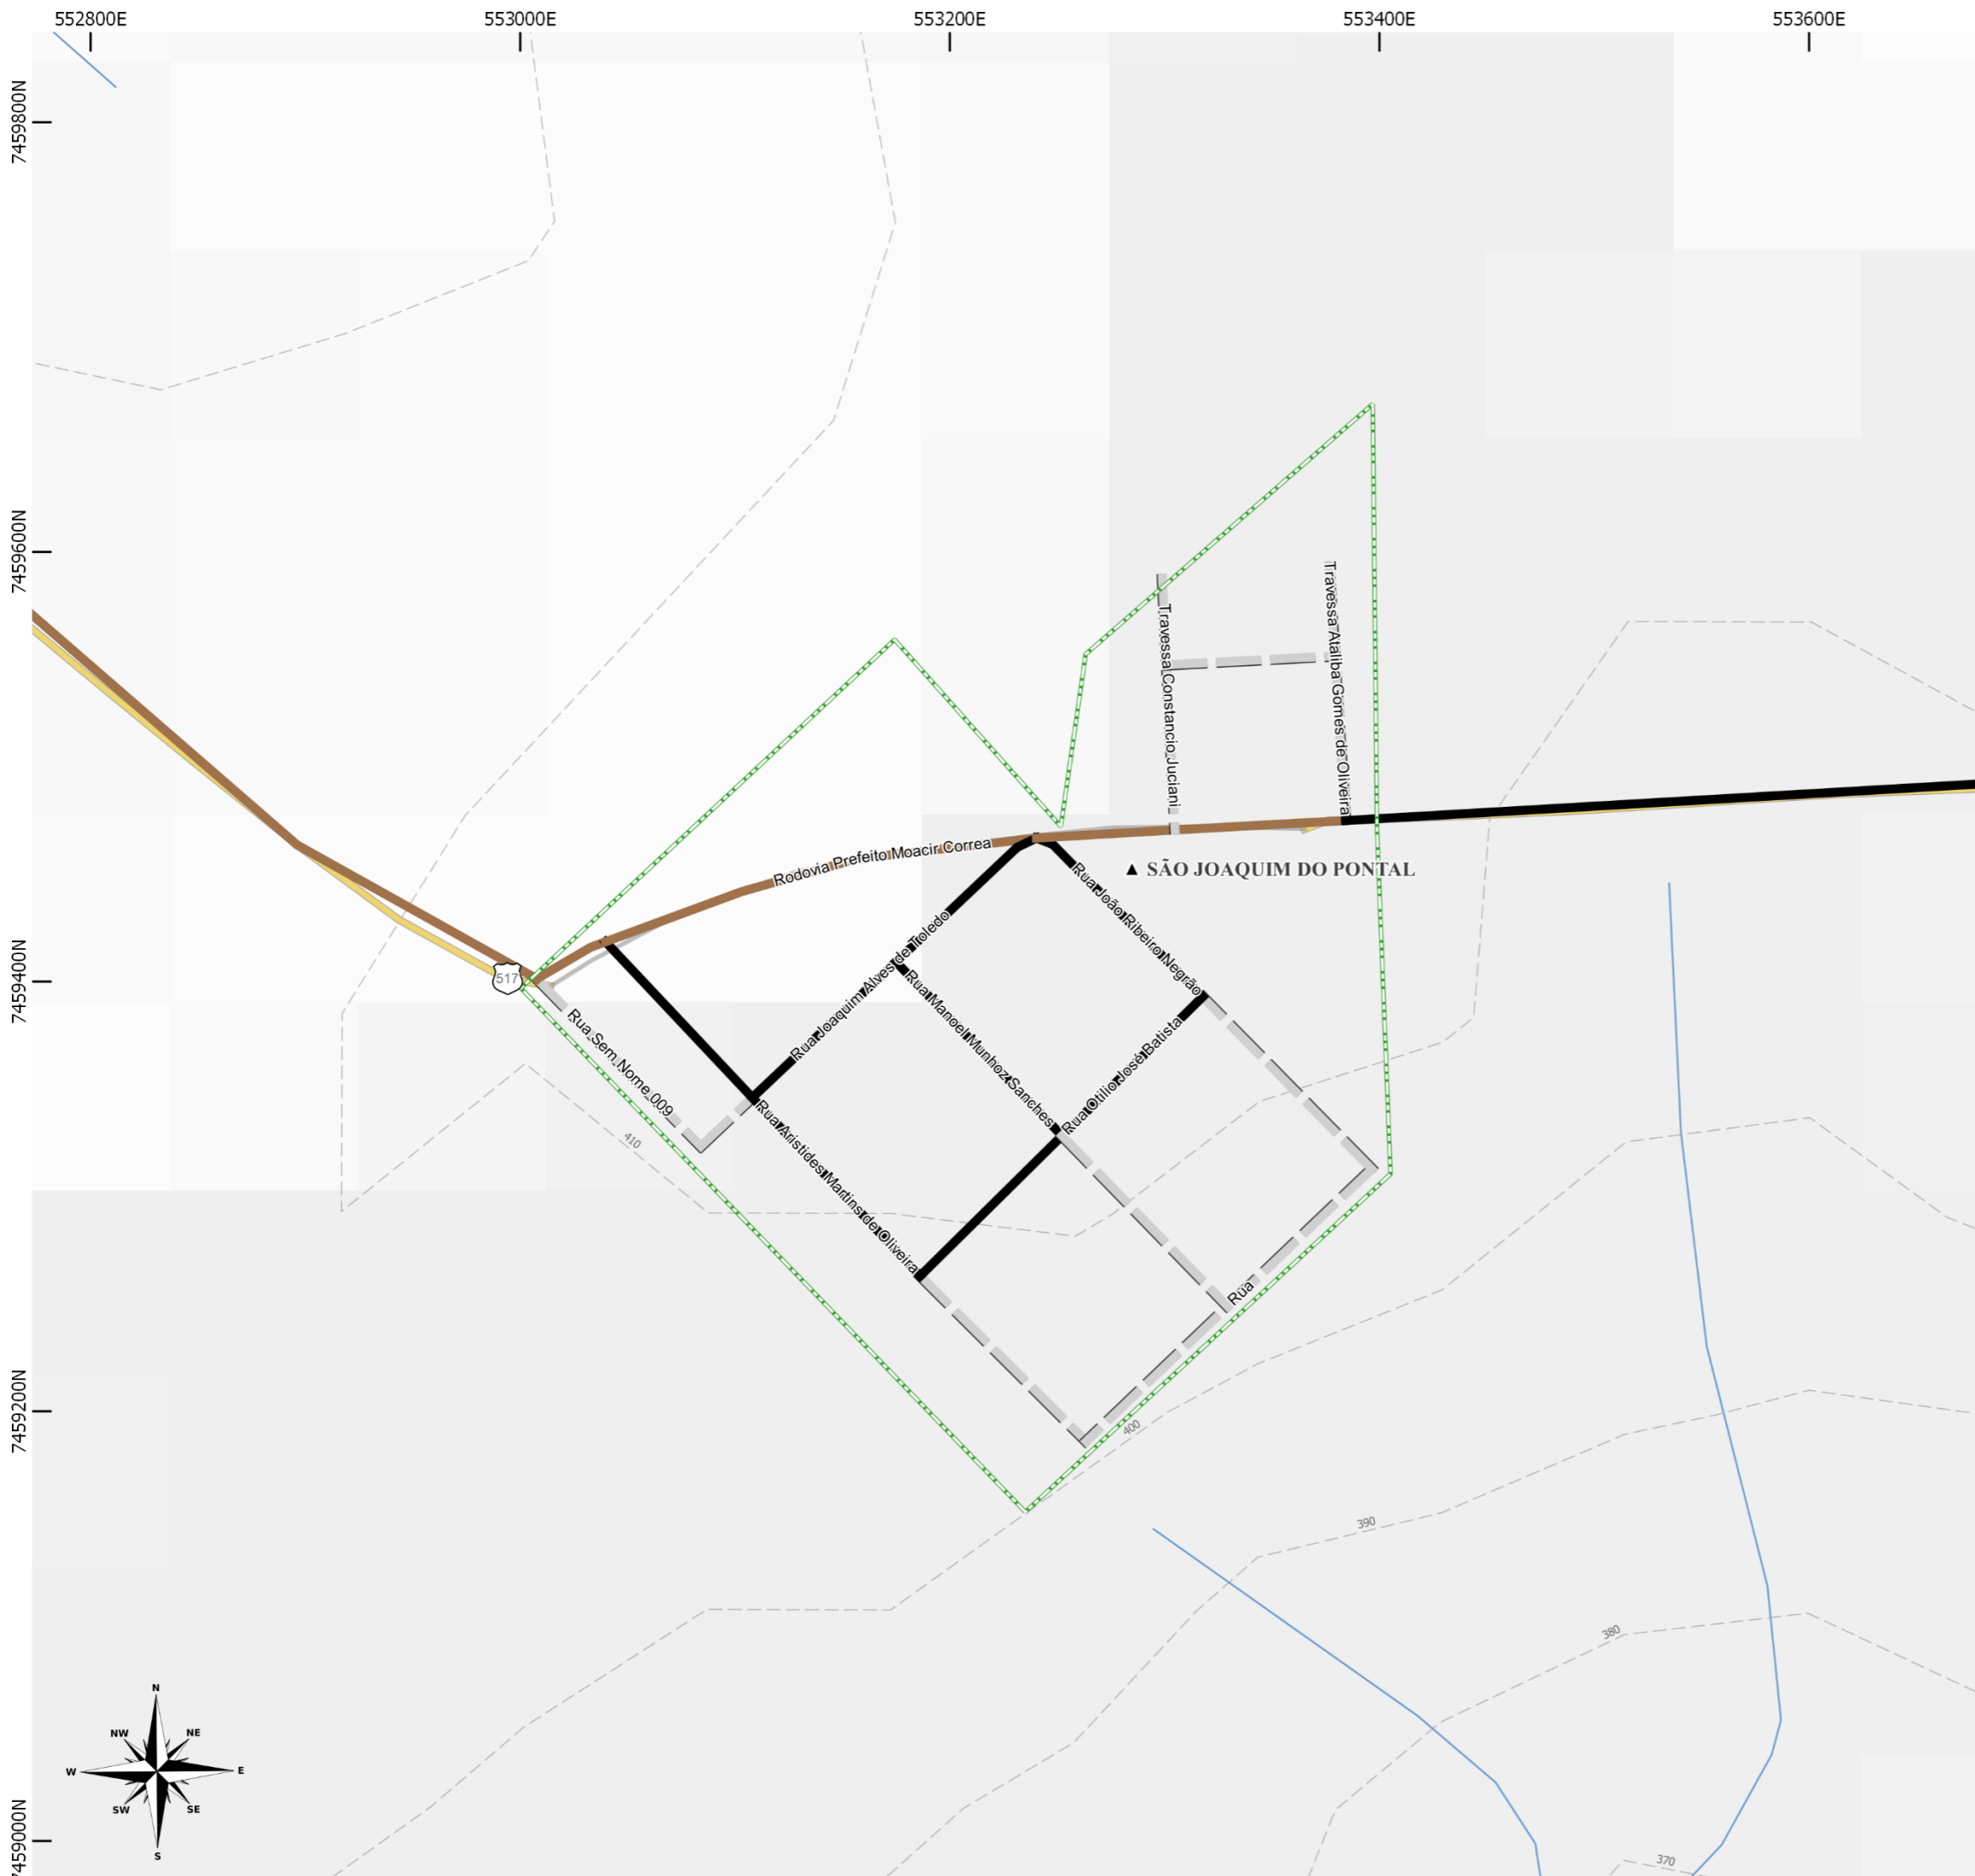 552800E
553000E
553200E
553400E
553600E
7459800N
7459600N
7459400N
7459200N
7459000N
Travessa Constancio Juciani
Travessa Ataliba Gomes de Oliveira
Rodovia Prefeito Moacir Correa
SÃO JOAQUIM DO PONTAL
Rua João Ribeiro Negrão
Rua Joaquim Alves de Toledo
517
Rua Manoel Munhoz Sanches
Rua Sem Nome 009
Rua Otilio José Batista
Rua Aristides Martins de Oliveira
410
Rua
400
390
380
370
N
NW
NE
W
E
SW
SE
S